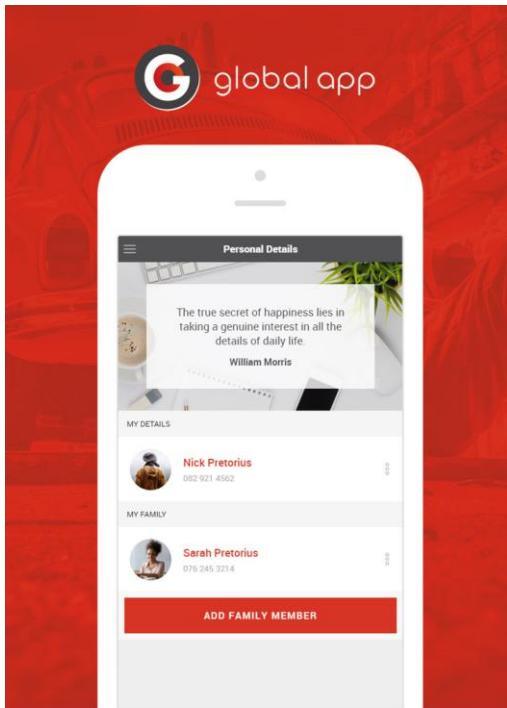 G global app
Personal Details
The true secret of happiness lies in
taking a genuine interest in all the
details of daily life.
William Morris
MY DETAILS
Nick Pretorius
082 921 4562
MY FAMILY
Sarah Pretorius
076 245 3214
ADD FAMILY MEMBER